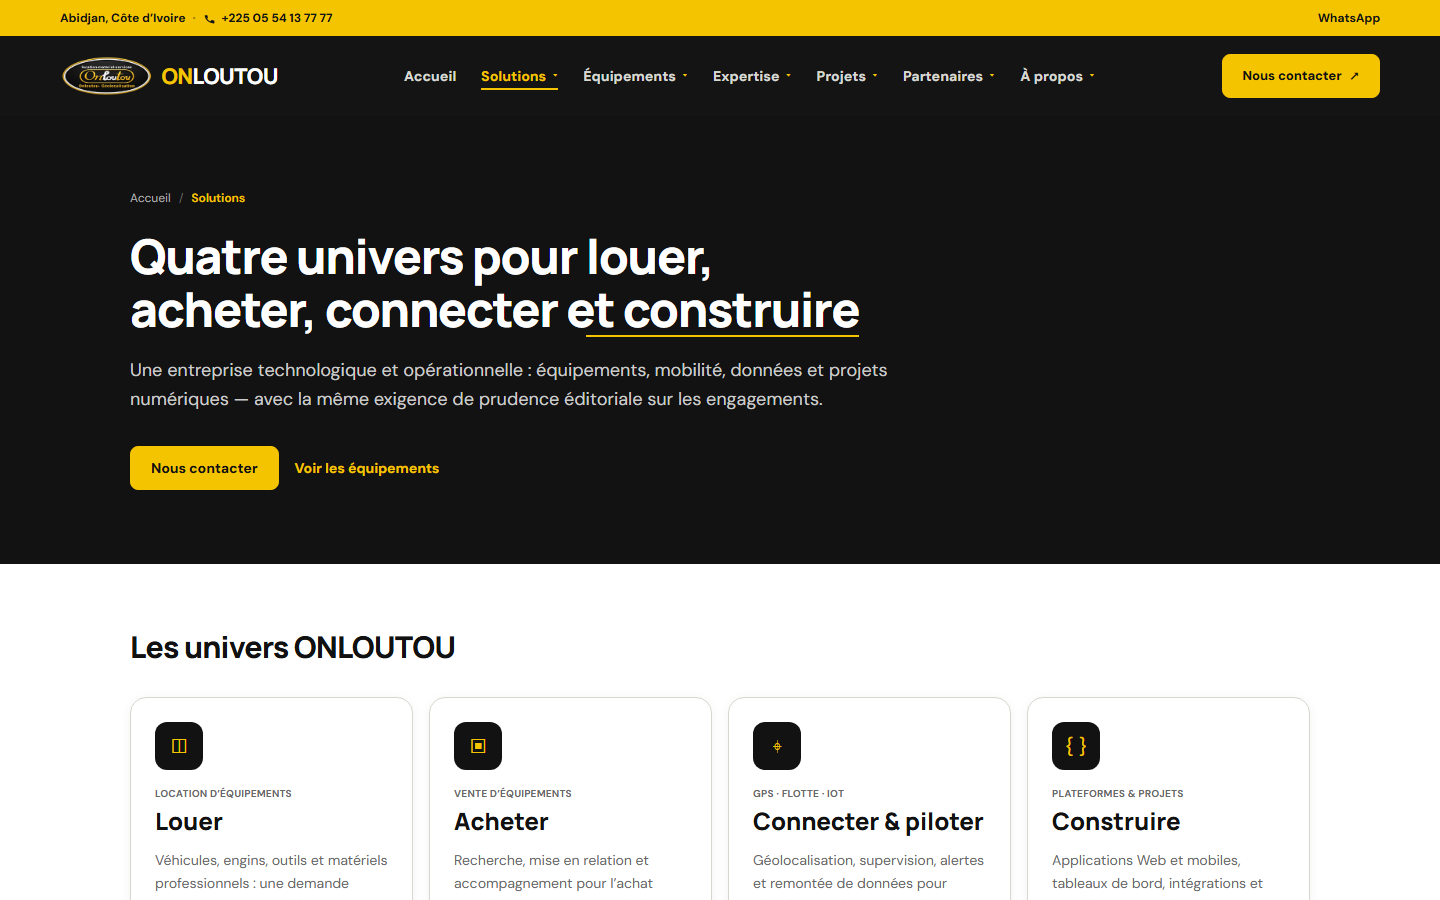 Abidjan, Côte d’Ivoire · +225 05 54 13 77 77
WhatsApp
Onloutou
ONLOUTOU
Accueil
Solutions
Équipements
Expertise
Projets
Partenaires
À propos
Nous contacter ↗
Accueil / Solutions
Quatre univers pour louer,
acheter, connecter et construire
Une entreprise technologique et opérationnelle : équipements, mobilité, données et projets
numériques — avec la même exigence de prudence éditoriale sur les engagements.
Nous contacter
Voir les équipements
Les univers ONLOUTOU
LOCATION D’ÉQUIPEMENTS
Louer
Véhicules, engins, outils et matériels
professionnels : une demande
VENTE D’ÉQUIPEMENTS
Acheter
Recherche, mise en relation et
accompagnement pour l’achat
GPS · FLOTTE · IOT
Connecter & piloter
Géolocalisation, supervision, alertes
et remontée de données pour
{ }
PLATEFORMES & PROJETS
Construire
Applications Web et mobiles,
tableaux de bord, intégrations et